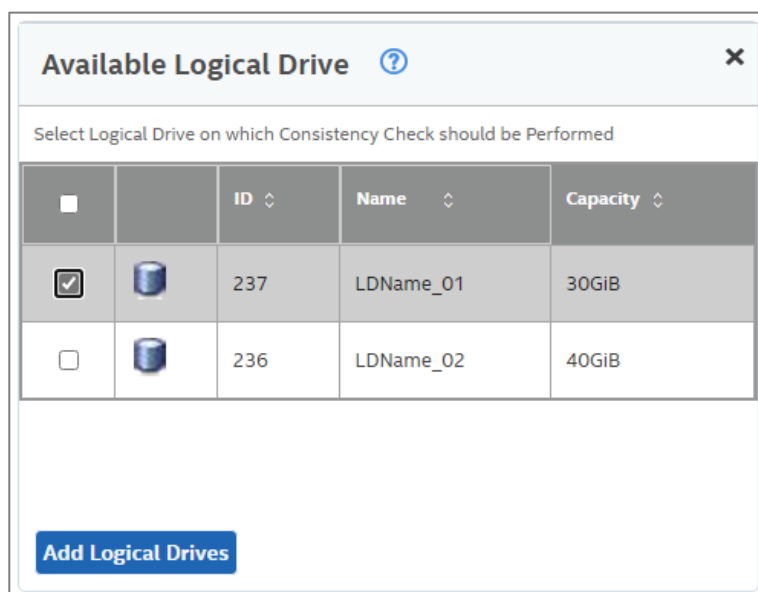 Available Logical Drive ?
Select Logical Drive on which Consistency Check should be Performed
ID Name Capacity
237 LDName_01 30GiB
236 LDName_02 40GiB
Add Logical Drives